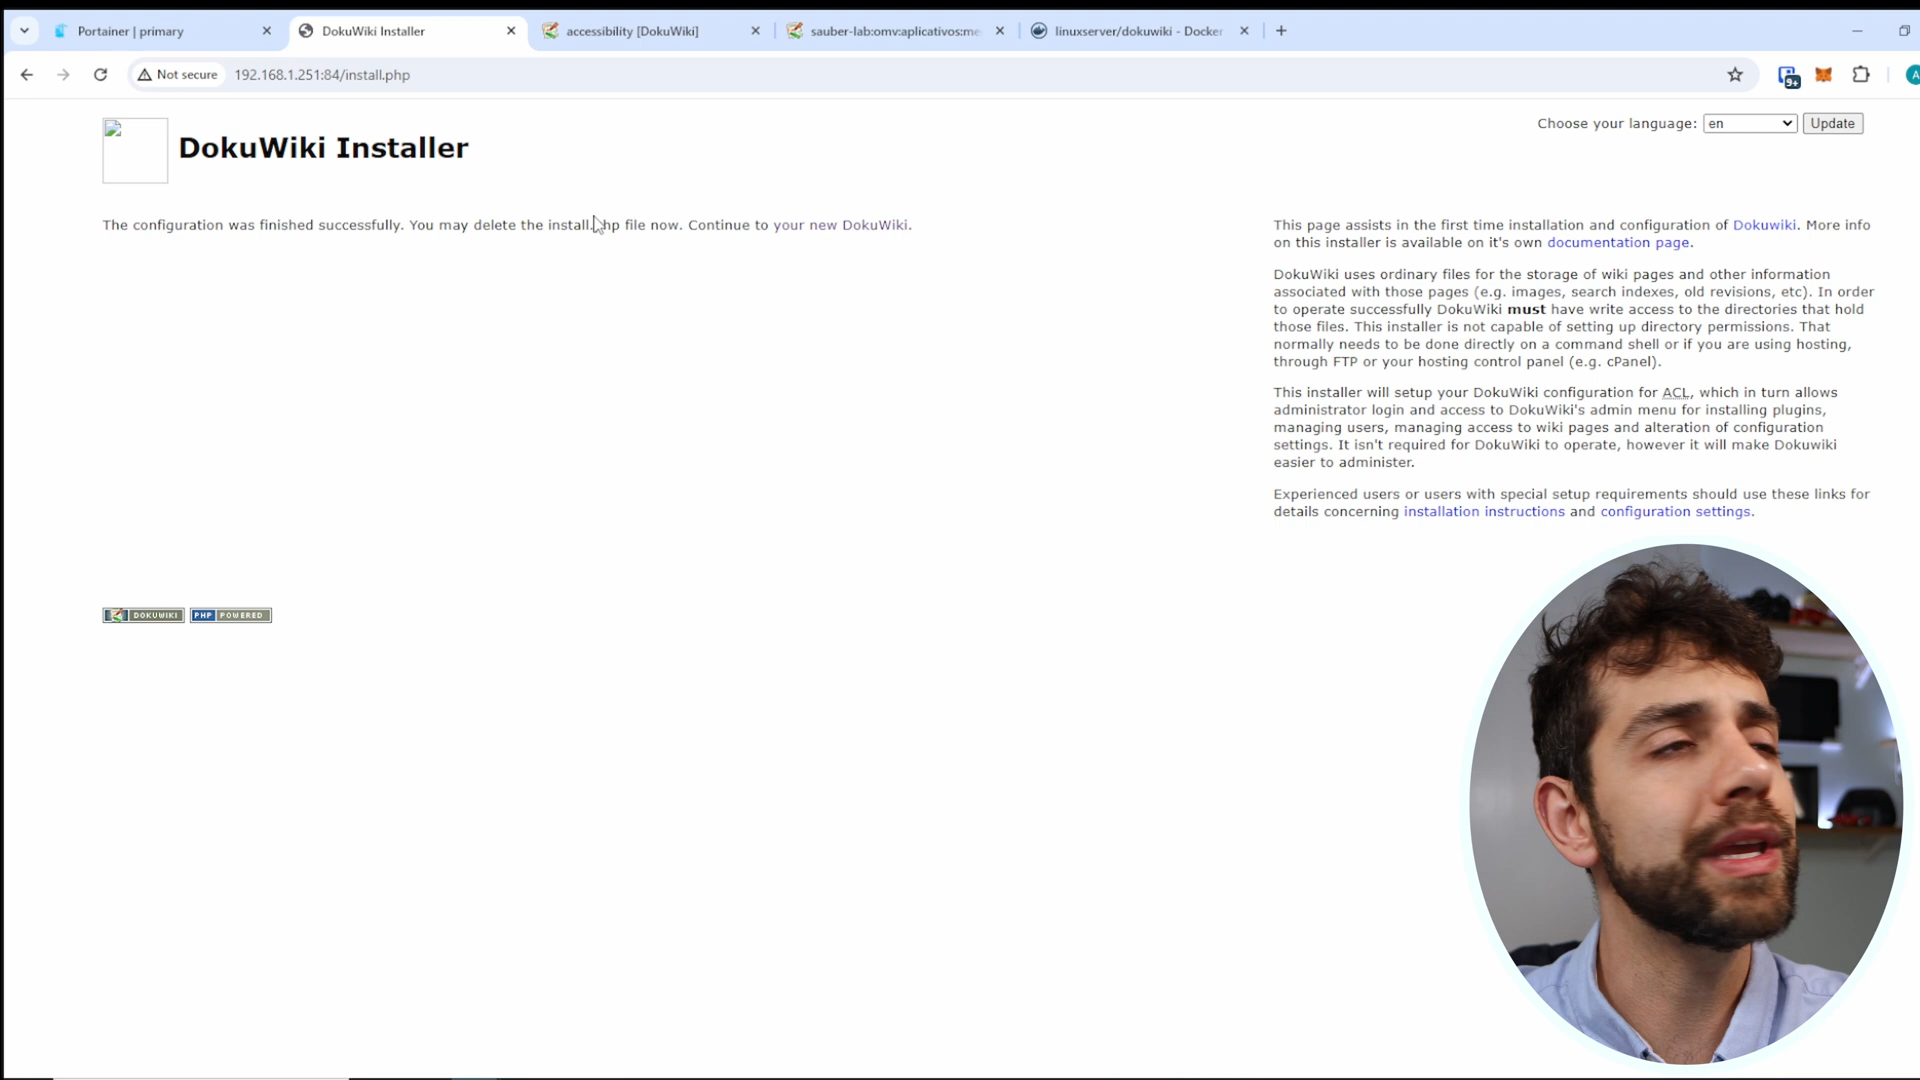 Portainer | primary
DokuWiki Installer
accessibility [DokuWiki]
sauber-lab:omv:aplicativos:me
linuxserver/dokuwiki - Docker
Not secure
192.168.1.251:84/install.php
9+
A
DokuWiki Installer
Choose your language:
en
Update
The configuration was finished successfully. You may delete the install.php file now. Continue to your new DokuWiki.
This page assists in the first time installation and configuration of Dokuwiki. More info
on this installer is available on it's own documentation page.
DokuWiki uses ordinary files for the storage of wiki pages and other information
associated with those pages (e.g. images, search indexes, old revisions, etc). In order
to operate successfully DokuWiki must have write access to the directories that hold
those files. This installer is not capable of setting up directory permissions. That
normally needs to be done directly on a command shell or if you are using hosting,
through FTP or your hosting control panel (e.g. cPanel).
This installer will setup your DokuWiki configuration for ACL, which in turn allows
administrator login and access to DokuWiki's admin menu for installing plugins,
managing users, managing access to wiki pages and alteration of configuration
settings. It isn't required for DokuWiki to operate, however it will make Dokuwiki
easier to administer.
Experienced users or users with special setup requirements should use these links for
details concerning installation instructions and configuration settings.
DOKUWIKI
PHP POWERED